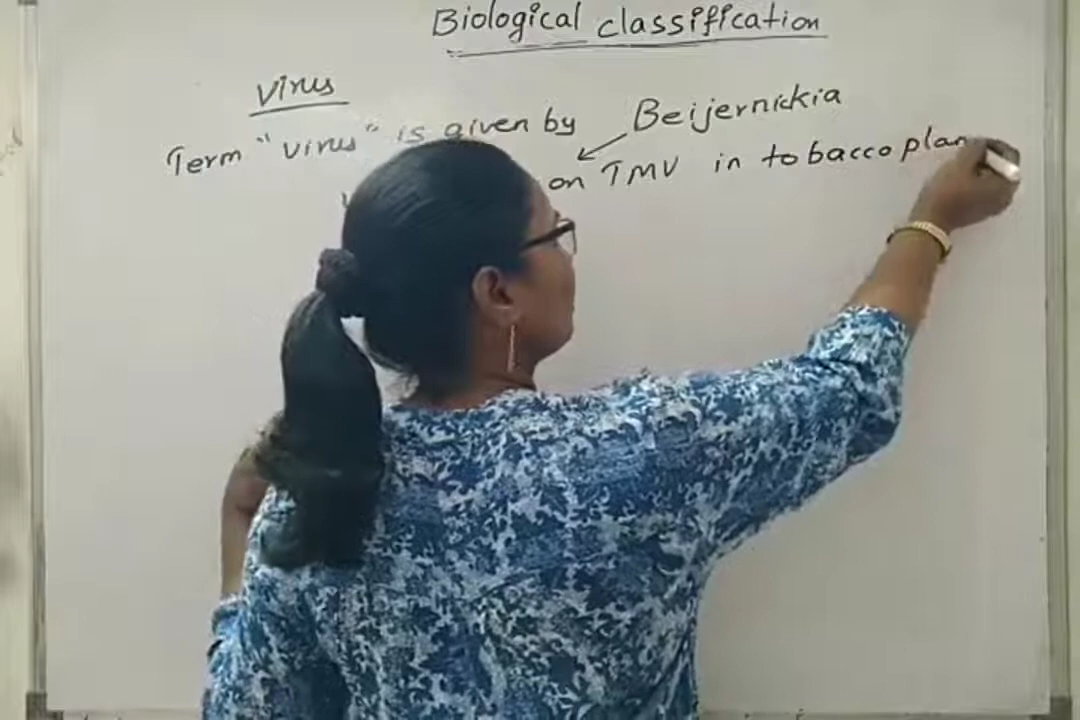 Biological classification
Virus
Term "virus" is given by Beijernickia
on TMV in tobacco plan